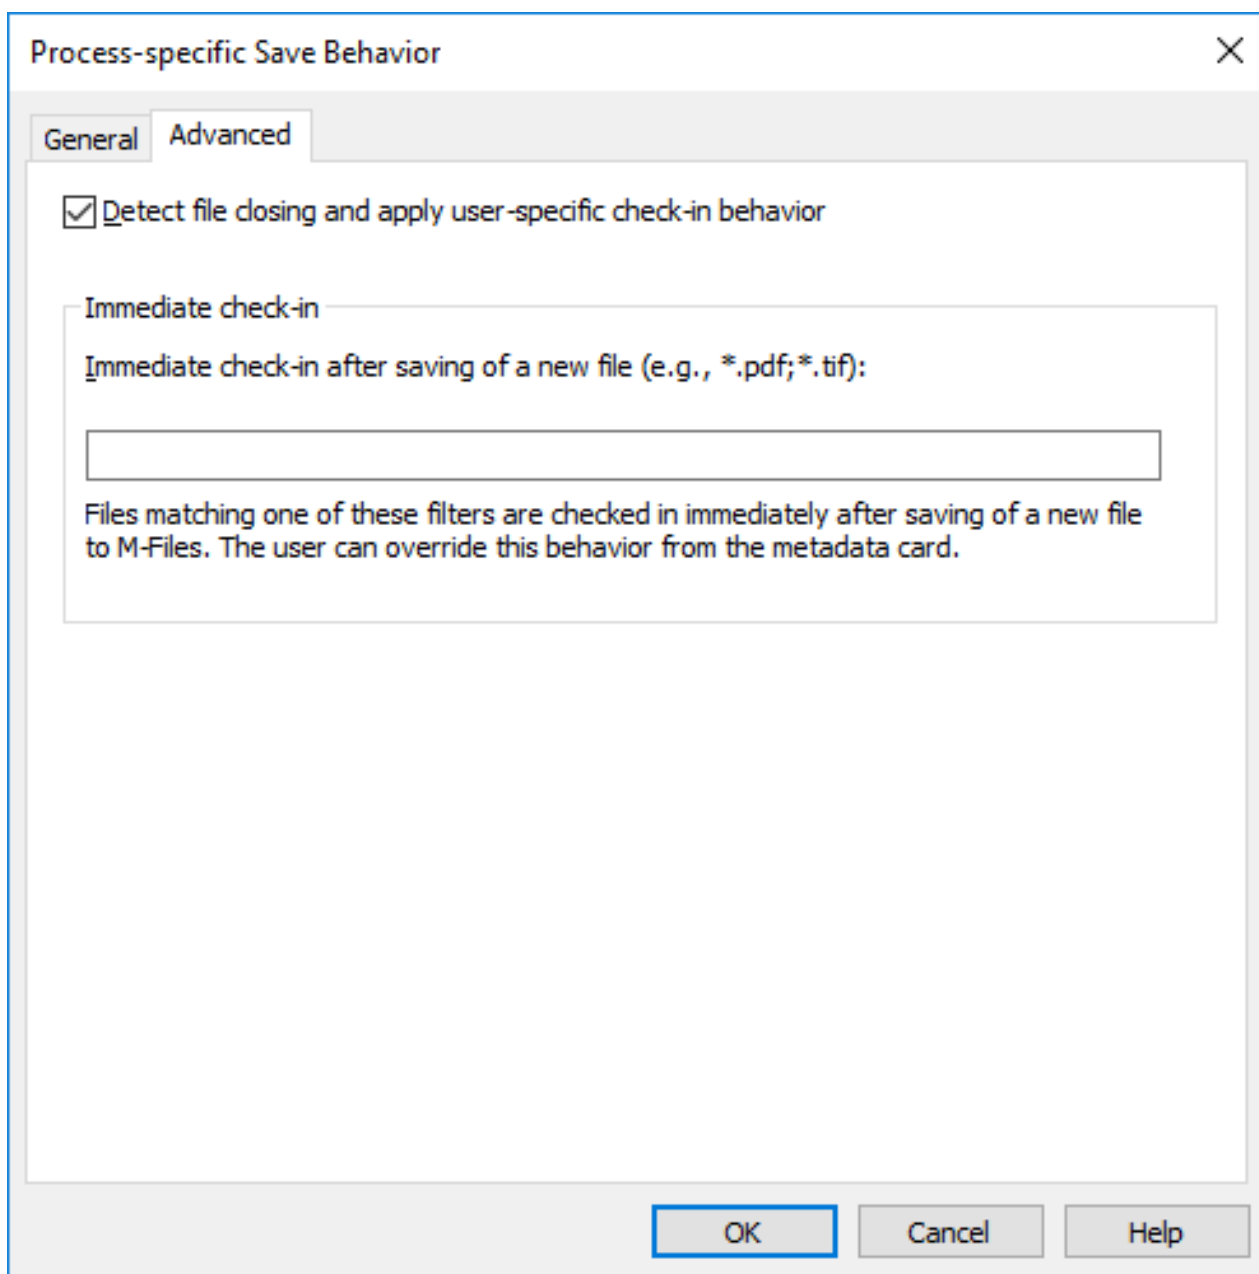 Process-specific Save Behavior
General
Advanced
Detect file closing and apply user-specific check-in behavior
Immediate check-in
Immediate check-in after saving of a new file (e.g., *.pdf;*.tif):
Files matching one of these filters are checked in immediately after saving of a new file
to M-Files. The user can override this behavior from the metadata card.
OK
Cancel
Help